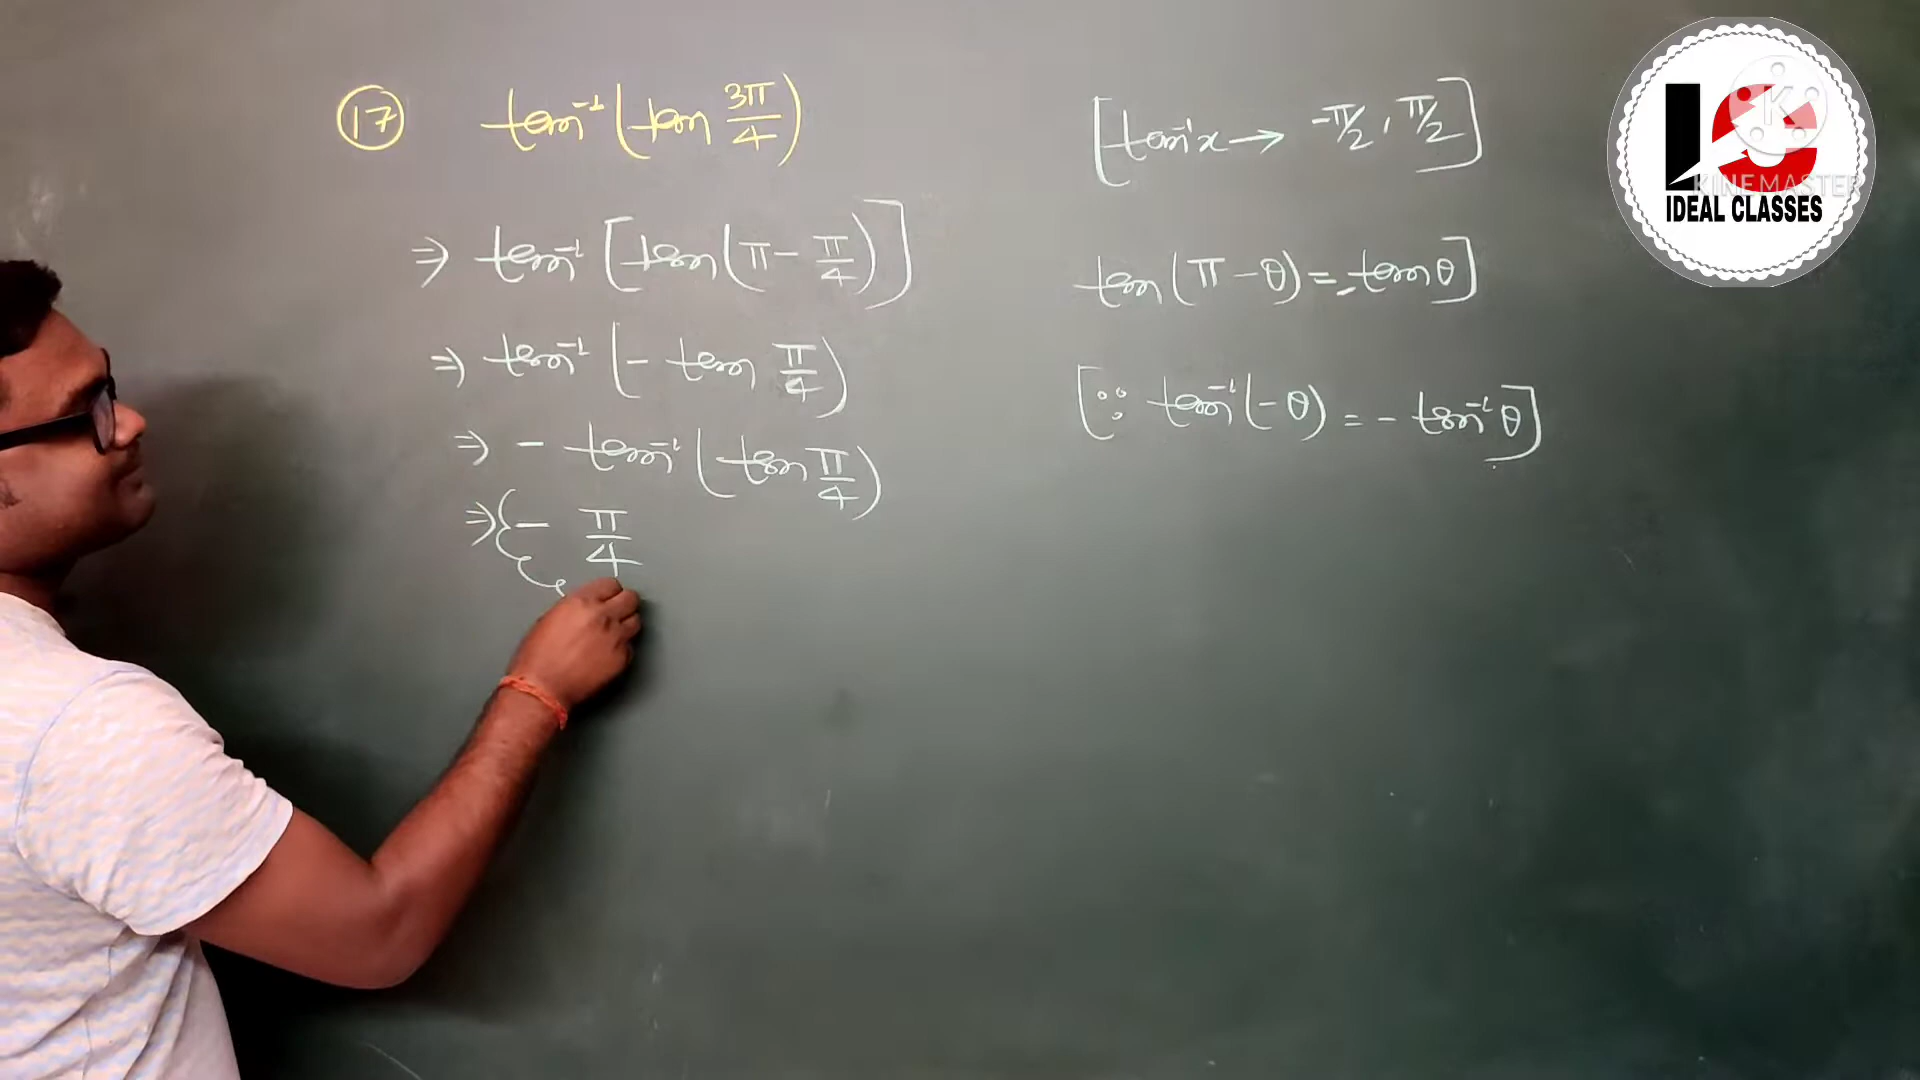 (17) tan⁻¹(tan 3π/4)
⇒ tan⁻¹[tan(π - π/4)]
⇒ tan⁻¹(- tan π/4)
⇒ - tan⁻¹(tan π/4)
⇒ - π/4
[tan⁻¹x → -π/2, π/2]
tan(π - θ) = - tan θ]
[∵ tan⁻¹(-θ) = - tan⁻¹θ]
KINEMASTER
IDEAL CLASSES